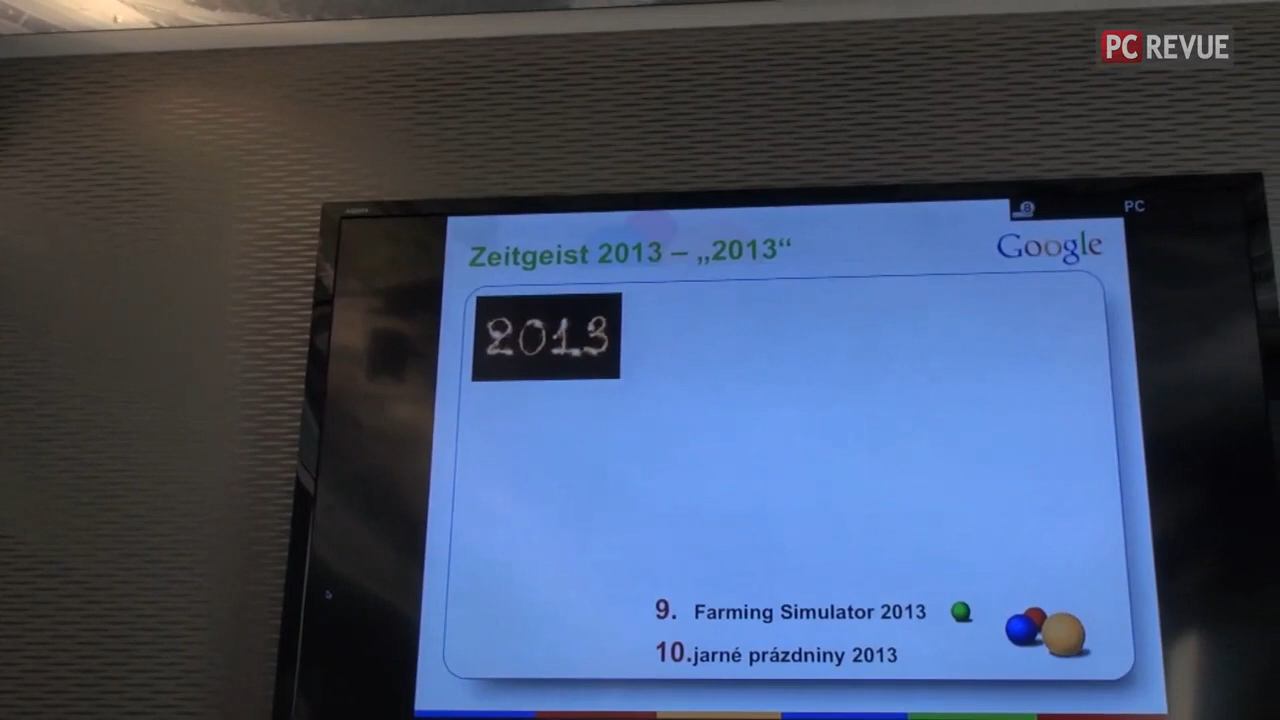 PC REVUE
PC
Zeitgeist 2013 – „2013“
Google
2013
9. Farming Simulator 2013
10. jarné prázdniny 2013